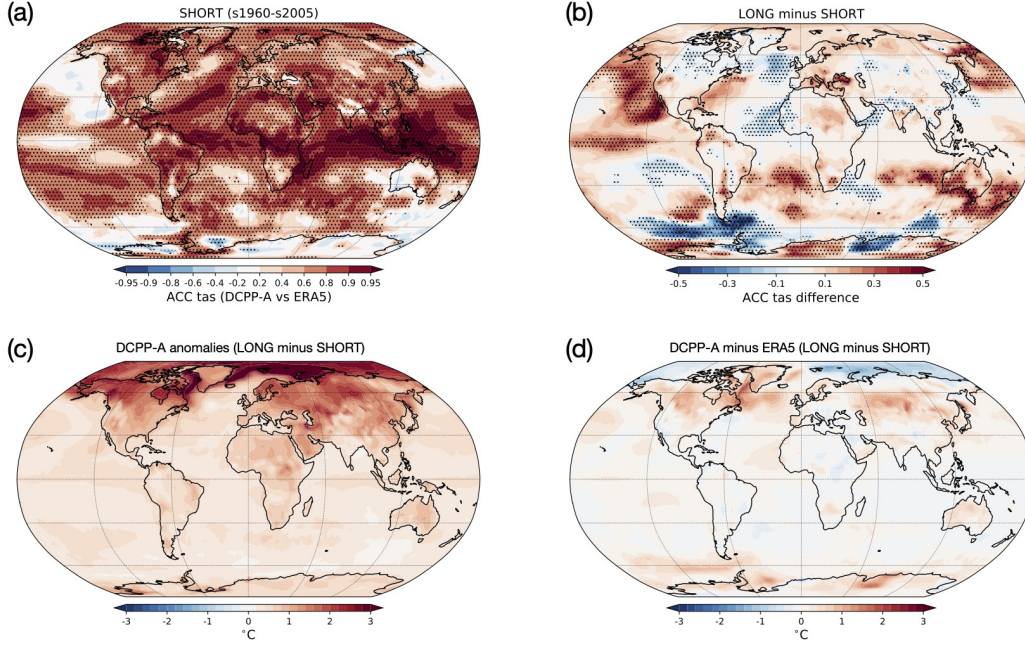 (a)
SHORT (s1960-s2005)
-0.95-0.9 -0.8 -0.6 -0.4 -0.2 0.2 0.4 0.6 0.8 0.9 0.95
ACC tas (DCPP-A vs ERA5)
(b)
LONG minus SHORT
-0.5 -0.3 -0.1 0.1 0.3 0.5
ACC tas difference
(c)
DCPP-A anomalies (LONG minus SHORT)
-3 -2 -1 0 1 2 3
°C
(d)
DCPP-A minus ERA5 (LONG minus SHORT)
-3 -2 -1 0 1 2 3
°C